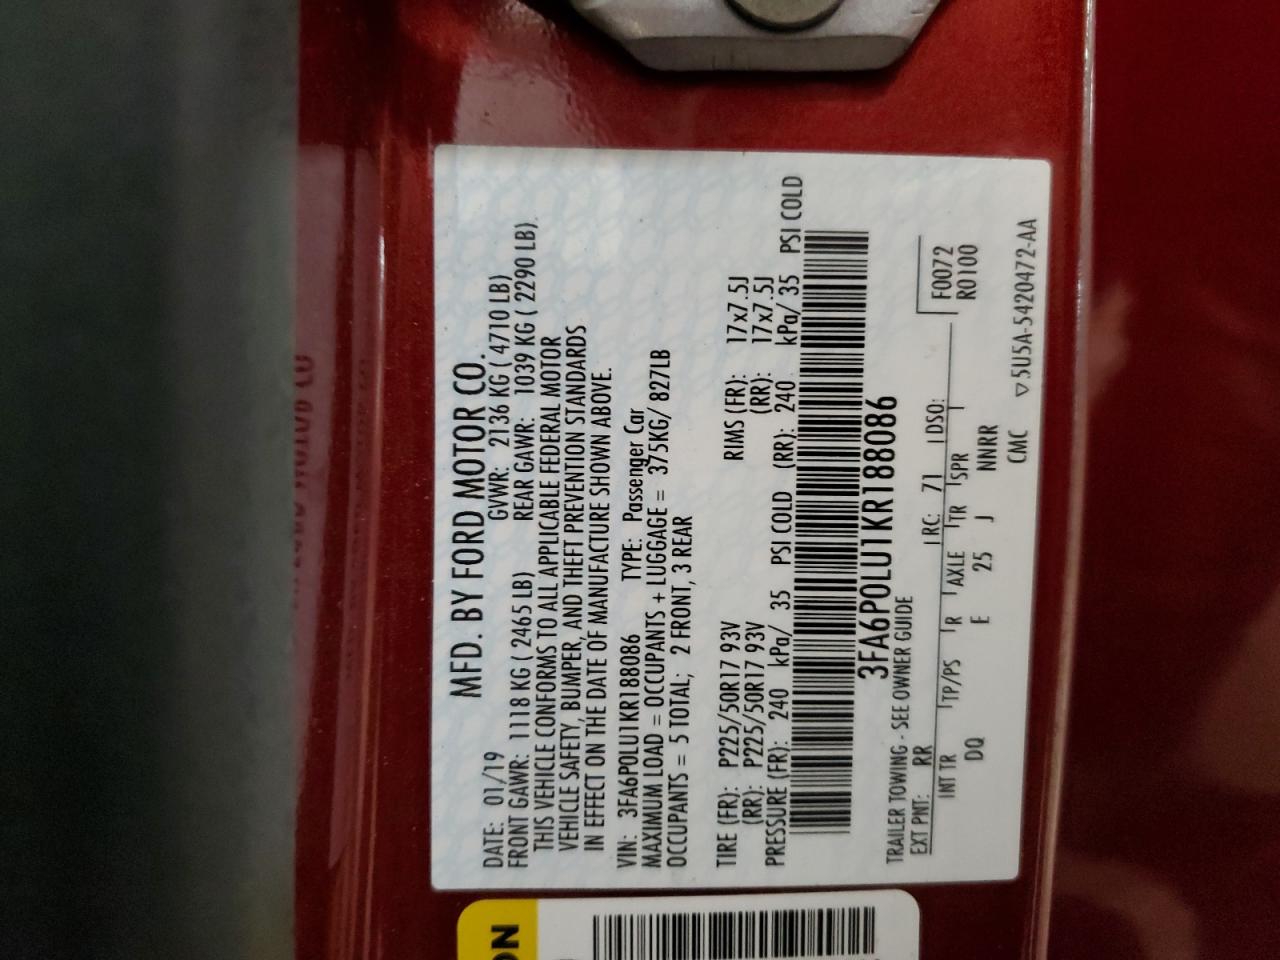 MFD. BY FORD MOTOR CO.
DATE: 01/19 GVWR: 2136 KG ( 4710 LB)
FRONT GAWR: 1118 KG ( 2465 LB) REAR GAWR: 1039 KG ( 2290 LB)
THIS VEHICLE CONFORMS TO ALL APPLICABLE FEDERAL MOTOR
VEHICLE SAFETY, BUMPER, AND THEFT PREVENTION STANDARDS
IN EFFECT ON THE DATE OF MANUFACTURE SHOWN ABOVE.
VIN: 3FA6P0LU1KR188086 TYPE: Passenger Car
MAXIMUM LOAD = OCCUPANTS + LUGGAGE = 375KG/ 827LB
OCCUPANTS = 5 TOTAL; 2 FRONT, 3 REAR
TIRE (FR): P225/50R17 93V RIMS (FR): 17x7.5J
(RR): P225/50R17 93V (RR): 17x7.5J
PRESSURE (FR): 240 kPa/ 35 PSI COLD (RR): 240 kPa/ 35 PSI COLD
3FA6P0LU1KR188086
TRAILER TOWING - SEE OWNER GUIDE
EXT PNT: RR RC: 71 DSO: F0072
INT TR TP/PS R AXLE TR SPR R0100
DQ E 25 J NNRR
CMC ▽5U5A-5420472-AA
ON